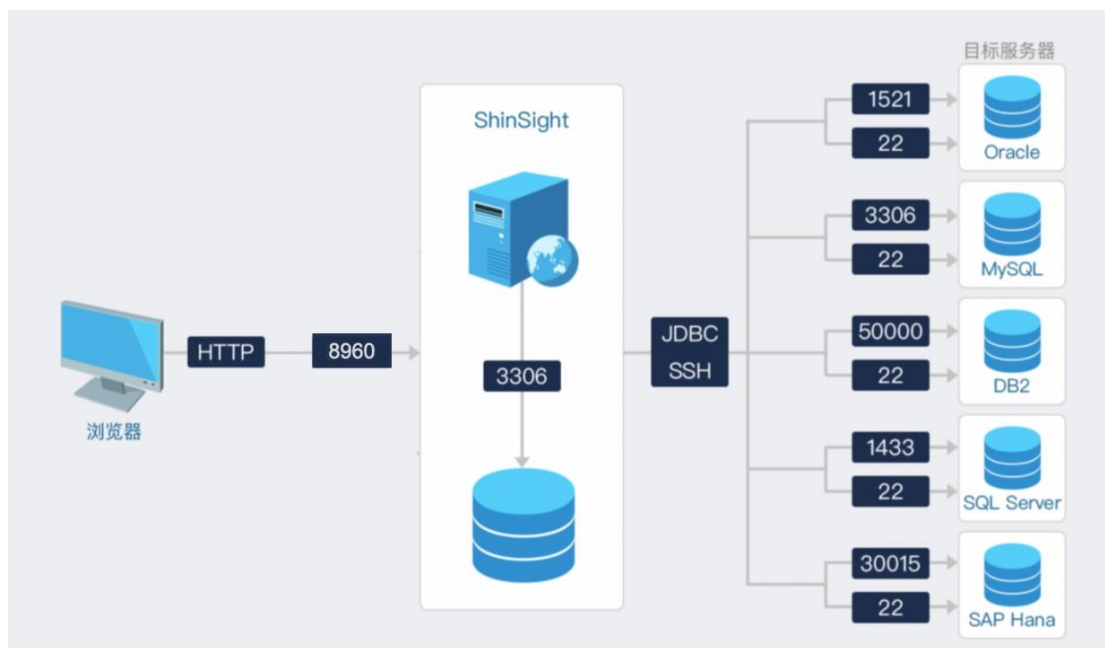 目标服务器
ShinSight
浏览器
HTTP
8960
3306
JDBC
SSH
1521
22
Oracle
3306
22
MySQL
50000
22
DB2
1433
22
SQL Server
30015
22
SAP Hana